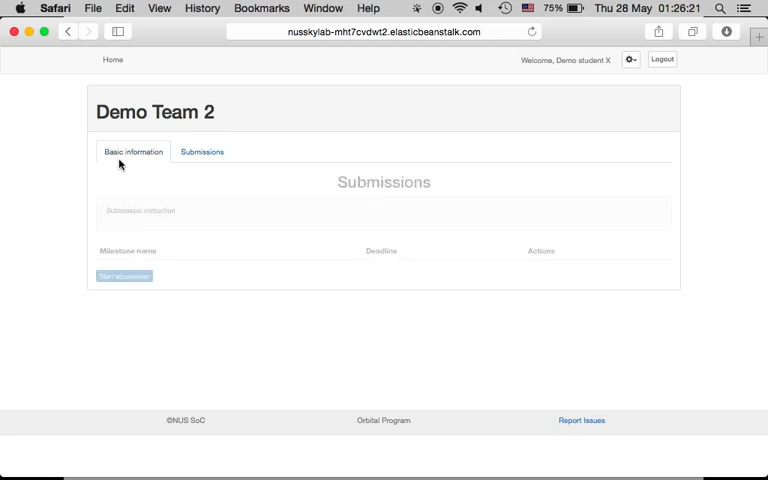 Safari File Edit View History Bookmarks Window Help 75% Thu 28 May 01:26:21
nusskylab-mht7cvdwt2.elasticbeanstalk.com
Home Welcome, Demo student X Logout
Demo Team 2
Basic information Submissions
Submissions
Submission instruction
Milestone name Deadline Actions
©NUS SoC Orbital Program Report Issues